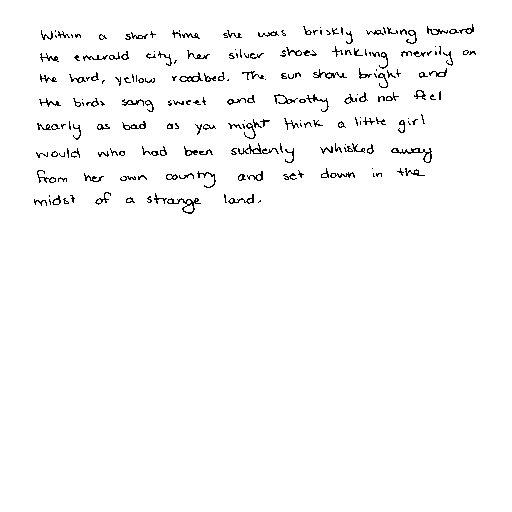 Within a short time she was briskly walking toward
the emerald city, her silver shoes tinkling merrily on
the hard, yellow roadbed. The sun shone bright and
the birds sang sweet and Dorothy did not feel
nearly as bad as you might think a little girl
would who had been suddenly whisked away
from her own country and set down in the
midst of a strange land.